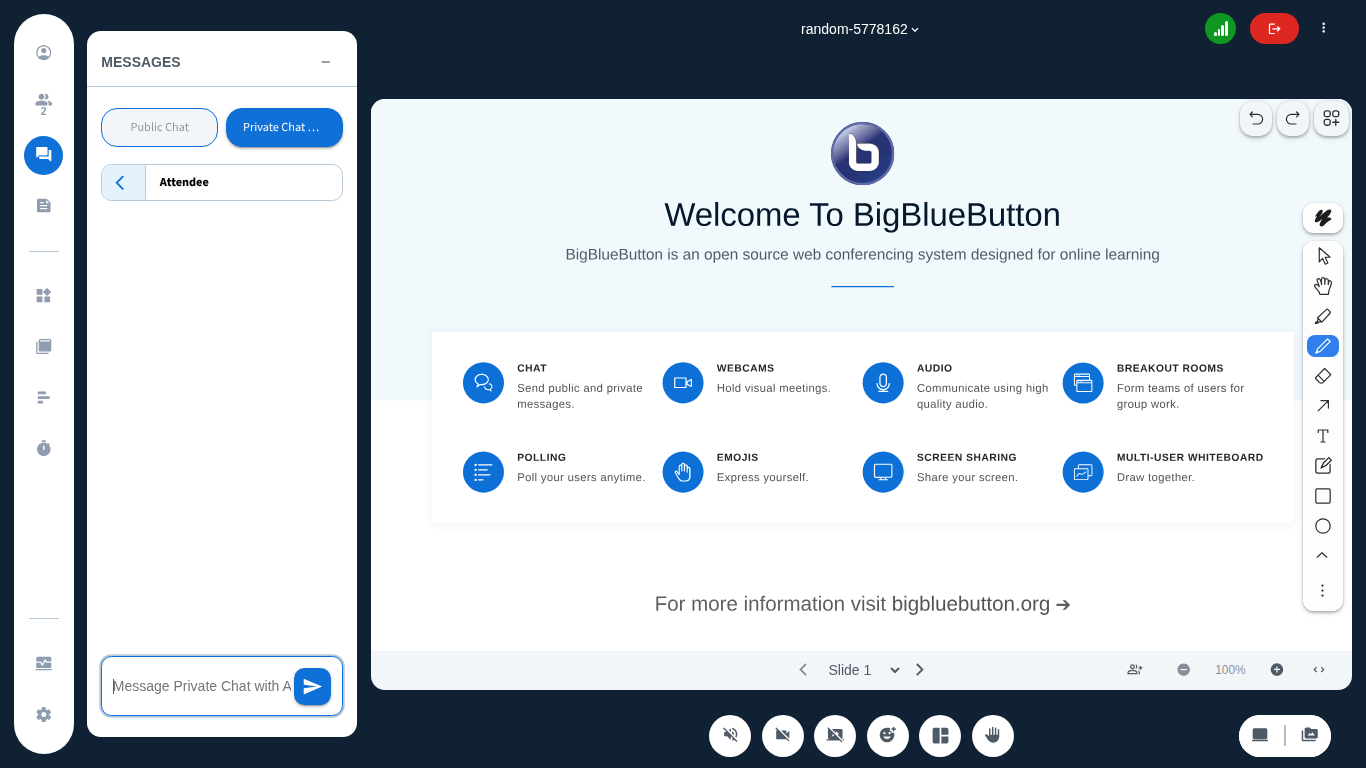 random-5778162
2
MESSAGES
Public Chat
Private Chat ...
Attendee
Message Private Chat with A
Welcome To BigBlueButton
BigBlueButton is an open source web conferencing system designed for online learning
CHAT
Send public and private
messages.
WEBCAMS
Hold visual meetings.
AUDIO
Communicate using high
quality audio.
BREAKOUT ROOMS
Form teams of users for
group work.
POLLING
Poll your users anytime.
EMOJIS
Express yourself.
SCREEN SHARING
Share your screen.
MULTI-USER WHITEBOARD
Draw together.
For more information visit bigbluebutton.org →
Slide 1
100%